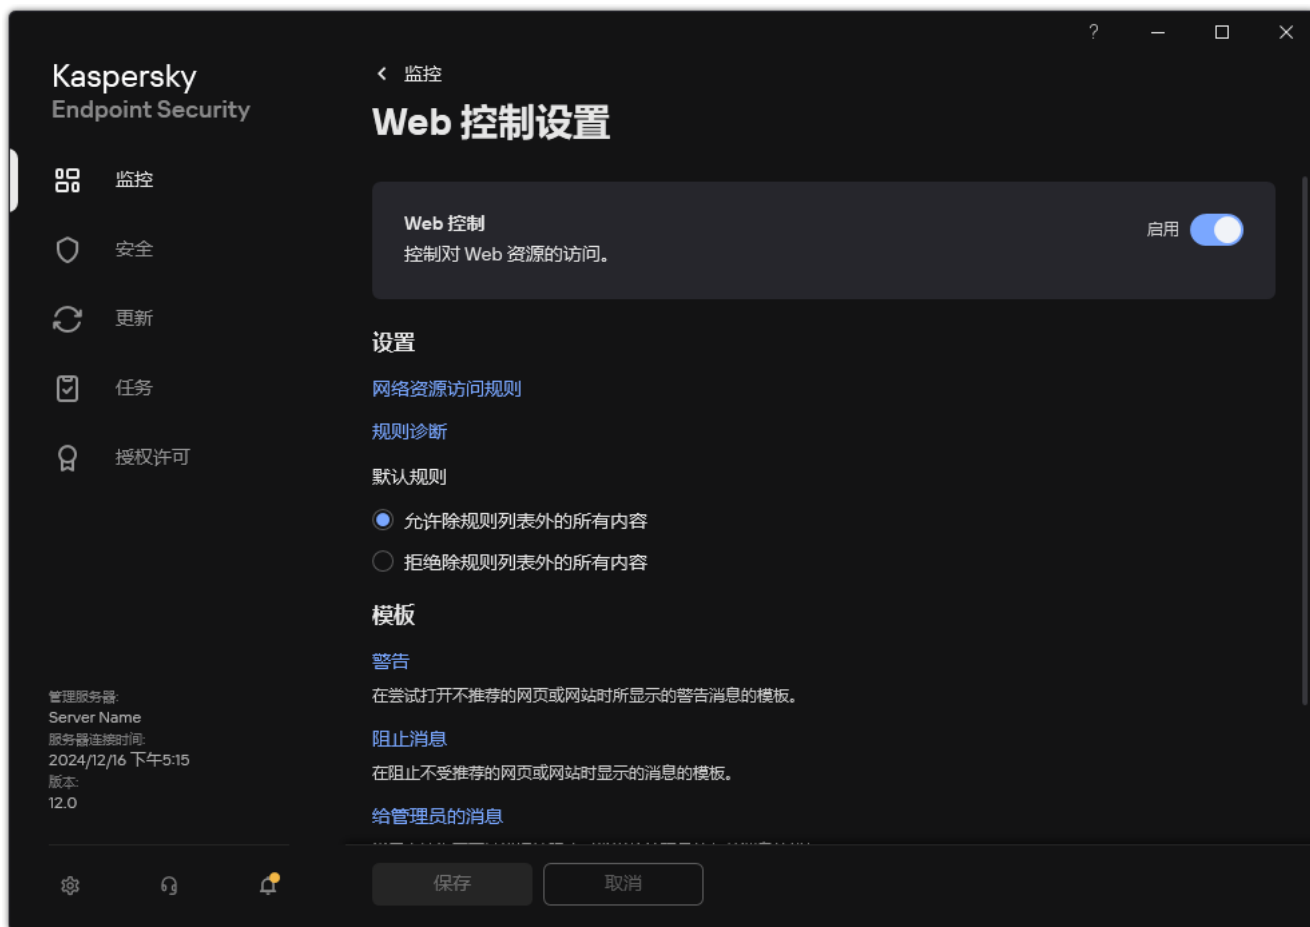 ?
Kaspersky
Endpoint Security
监控
安全
更新
任务
授权许可
管理服务器:
Server Name
服务器连接时间:
2024/12/16 下午5:15
版本:
12.0
监控
Web 控制设置
Web 控制
控制对 Web 资源的访问。
启用
设置
网络资源访问规则
规则诊断
默认规则
允许除规则列表外的所有内容
拒绝除规则列表外的所有内容
模板
警告
在尝试打开不推荐的网页或网站时所显示的警告消息的模板。
阻止消息
在阻止不受推荐的网页或网站时显示的消息的模板。
给管理员的消息
保存
取消